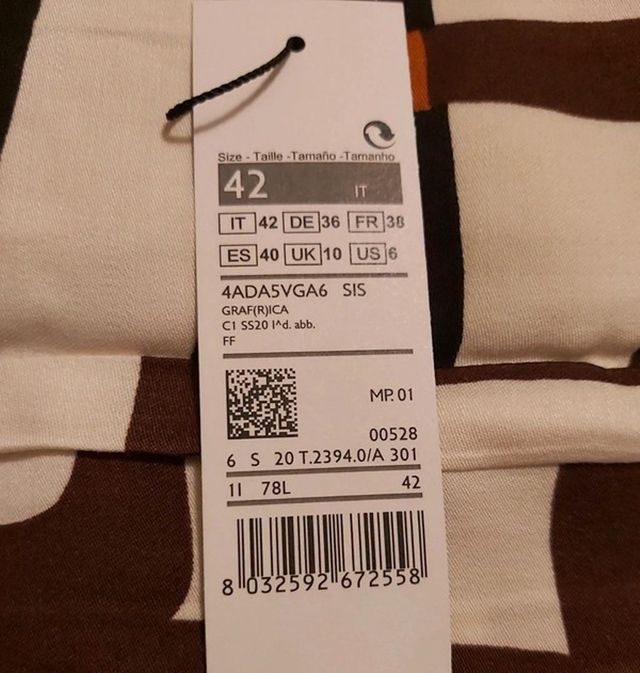 Size - Taille -Tamaño -Tamanho
42 IT
IT 42 DE 36 FR 38
ES 40 UK 10 US 6
4ADA5VGA6 SIS
GRAF(R)ICA
C1 SS20 I^d. abb.
FF
MP. 01
00528
6 S 20 T.2394.0/A 301
1I 78L 42
8 032592 672558